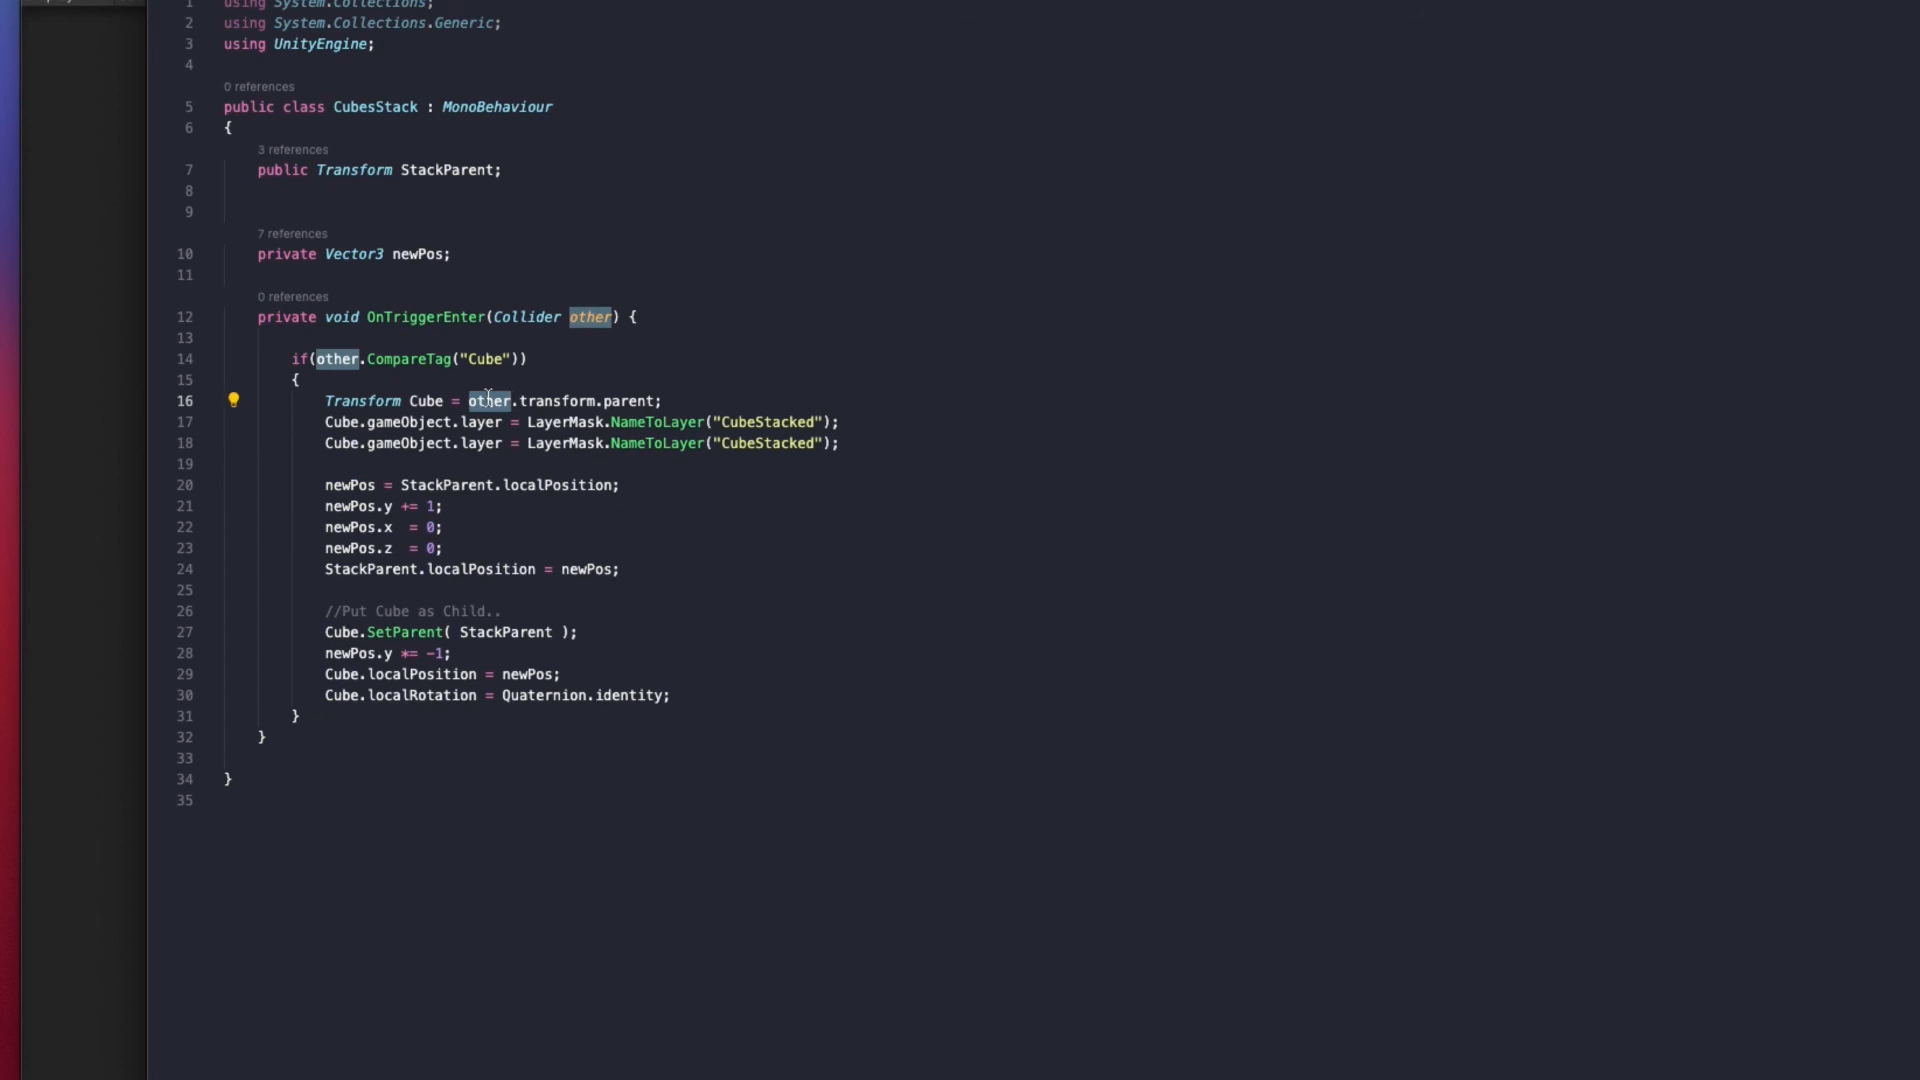 1 using System.Collections;
2 using System.Collections.Generic;
3 using UnityEngine;
4
0 references
5 public class CubesStack : MonoBehaviour
6 {
3 references
7 public Transform StackParent;
8
9
7 references
10 private Vector3 newPos;
11
0 references
12 private void OnTriggerEnter(Collider other) {
13
14 if(other.CompareTag("Cube"))
15 {
16 Transform Cube = other.transform.parent;
17 Cube.gameObject.layer = LayerMask.NameToLayer("CubeStacked");
18 Cube.gameObject.layer = LayerMask.NameToLayer("CubeStacked");
19
20 newPos = StackParent.localPosition;
21 newPos.y += 1;
22 newPos.x  = 0;
23 newPos.z  = 0;
24 StackParent.localPosition = newPos;
25
26 //Put Cube as Child..
27 Cube.SetParent( StackParent );
28 newPos.y *= -1;
29 Cube.localPosition = newPos;
30 Cube.localRotation = Quaternion.identity;
31 }
32 }
33
34 }
35